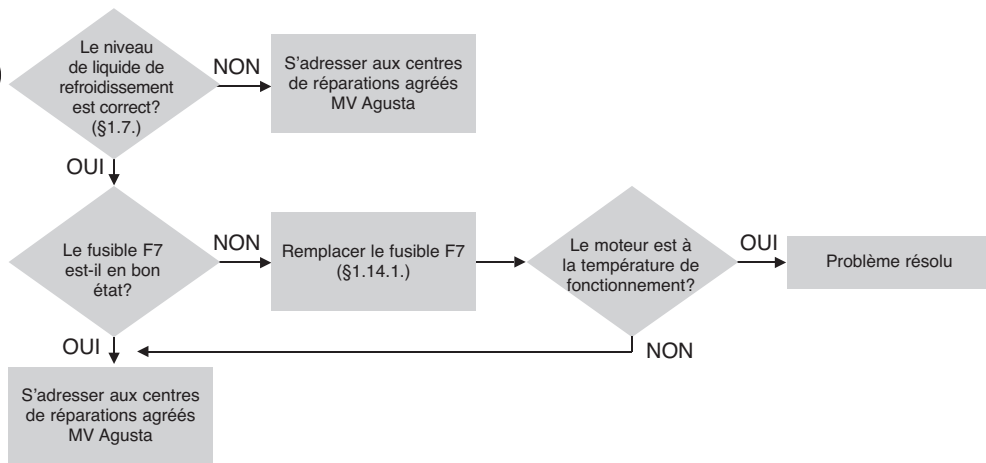 Le niveau
de liquide de
refroidissement
est correct?
(§1.7.)
NON
S'adresser aux centres
de réparations agréés
MV Agusta
OUI
Le fusible F7
est-il en bon
état?
NON
Remplacer le fusible F7
(§1.14.1.)
Le moteur est à
la température de
fonctionnement?
OUI
Problème résolu
OUI
NON
S'adresser aux centres
de réparations agréés
MV Agusta